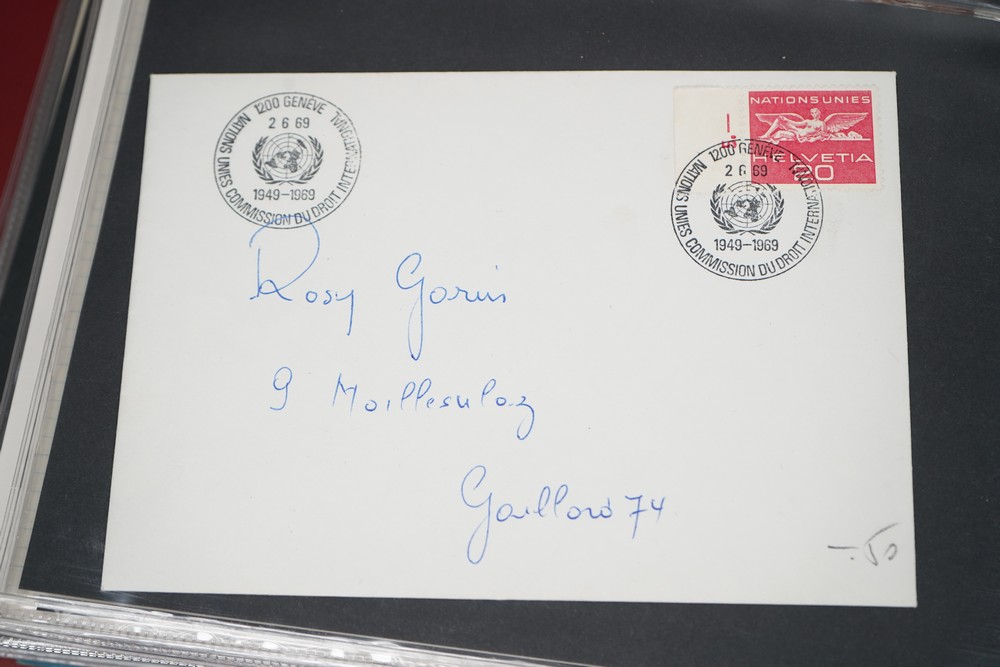 1200 GENÈVE
2 6 69
1949–1969
NATIONS UNIES COMMISSION DU DROIT INTERNATIONAL
NATIONS UNIES
HELVETIA
20
1200 GENÈVE
2 6 69
1949–1969
NATIONS UNIES COMMISSION DU DROIT INTERNATIONAL
Rosy Gorin
9 Moillesulaz
Gaillard 74
—.50